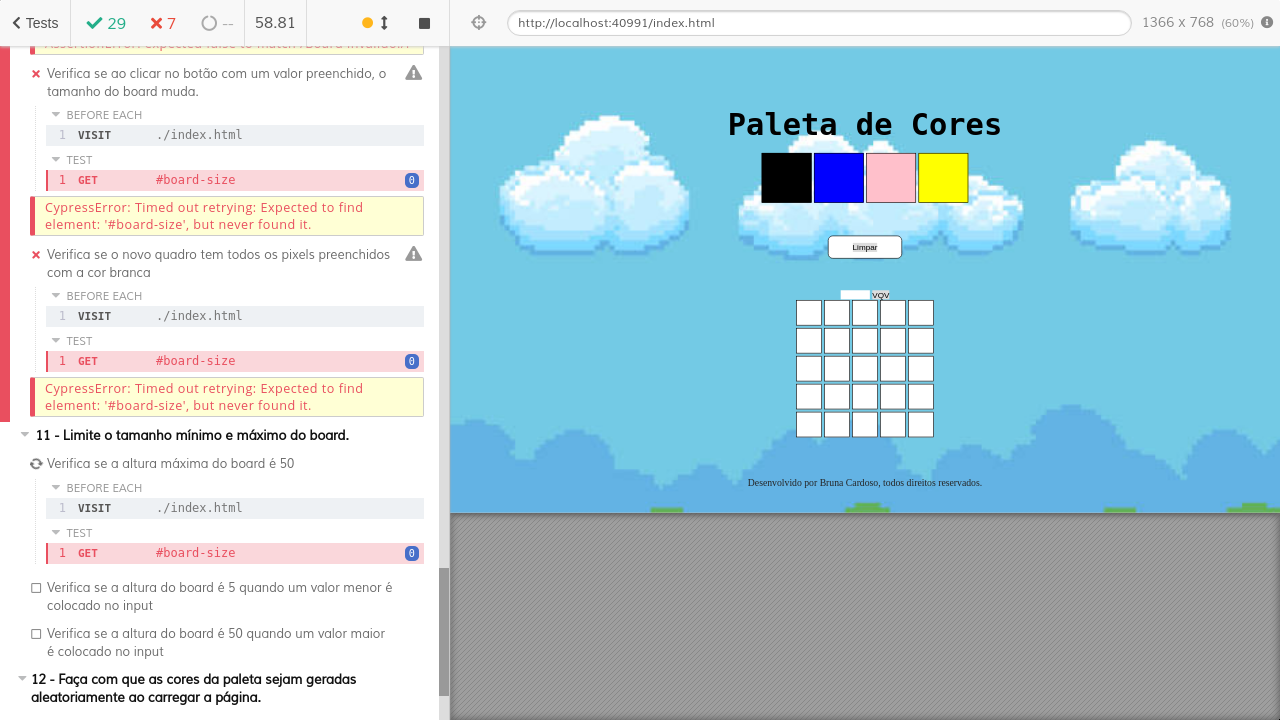 Tests
29
7
--
58.81
http://localhost:40991/index.html
1366 x 768 (60%)
AssertionError: expected false to match /Board inválido!/i
Verifica se ao clicar no botão com um valor preenchido, o
tamanho do board muda.
BEFORE EACH
1 VISIT ./index.html
TEST
1 GET #board-size 0
CypressError: Timed out retrying: Expected to find
element: '#board-size', but never found it.
Verifica se o novo quadro tem todos os pixels preenchidos
com a cor branca
BEFORE EACH
1 VISIT ./index.html
TEST
1 GET #board-size 0
CypressError: Timed out retrying: Expected to find
element: '#board-size', but never found it.
11 - Limite o tamanho mínimo e máximo do board.
Verifica se a altura máxima do board é 50
BEFORE EACH
1 VISIT ./index.html
TEST
1 GET #board-size 0
Verifica se a altura do board é 5 quando um valor menor é
colocado no input
Verifica se a altura do board é 50 quando um valor maior
é colocado no input
12 - Faça com que as cores da paleta sejam geradas
aleatoriamente ao carregar a página.
Paleta de Cores
Limpar
VQV
Desenvolvido por Bruna Cardoso, todos direitos reservados.